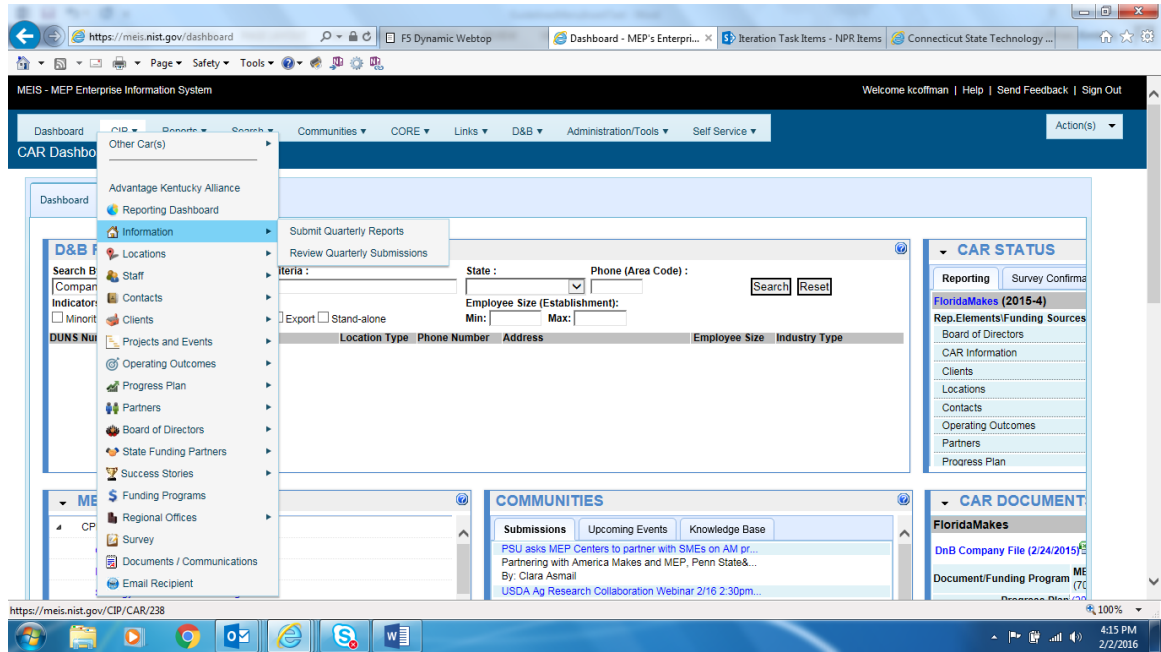 https://meis.nist.gov/dashboard
F5 Dynamic Webtop
Dashboard - MEP's Enterpri...
Iteration Task Items - NPR Items
Connecticut State Technology ...
Page Safety Tools
MEIS - MEP Enterprise Information System
Welcome kcoffman | Help | Send Feedback | Sign Out
Dashboard CIP Reports Search Communities CORE Links D&B Administration/Tools Self Service
Action(s)
CAR Dashbo
Other Car(s)
Advantage Kentucky Alliance
Reporting Dashboard
Information
Locations
Staff
Contacts
Clients
Projects and Events
Operating Outcomes
Progress Plan
Partners
Board of Directors
State Funding Partners
Success Stories
Funding Programs
Regional Offices
Survey
Documents / Communications
Email Recipient
Submit Quarterly Reports
Review Quarterly Submissions
Dashboard
D&B F
Search B
iteria :
State :
Phone (Area Code) :
Compan
Search
Reset
Indicator
Employee Size (Establishment):
Minorit
Export Stand-alone
Min:
Max:
DUNS Nu
Location Type Phone Number Address Employee Size Industry Type
CAR STATUS
Reporting Survey Confirma
FloridaMakes (2015-4)
Rep.Elements\Funding Sources
Board of Directors
CAR Information
Clients
Locations
Contacts
Operating Outcomes
Partners
Progress Plan
ME
CP
COMMUNITIES
Submissions Upcoming Events Knowledge Base
PSU asks MEP Centers to partner with SMEs on AM pr...
Partnering with America Makes and MEP, Penn State&...
By: Clara Asmail
USDA Ag Research Collaboration Webinar 2/16 2:30pm...
CAR DOCUMENT
FloridaMakes
DnB Company File (2/24/2015)
Document/Funding Program
ME
(70
Progress Plan
https://meis.nist.gov/CIP/CAR/238
100%
4:15 PM
2/2/2016